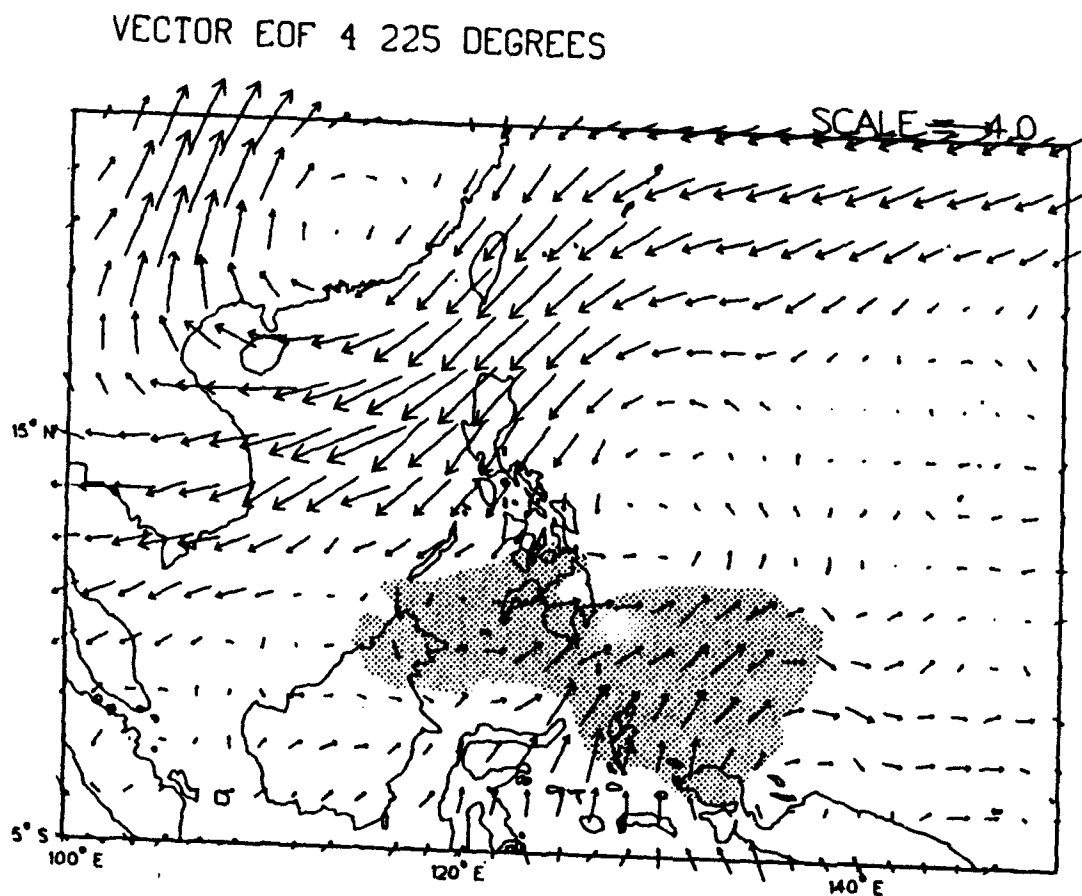 VECTOR EOF 4 225 DEGREES
SCALE 4.0
15° N
5° S
100° E
120° E
140° E